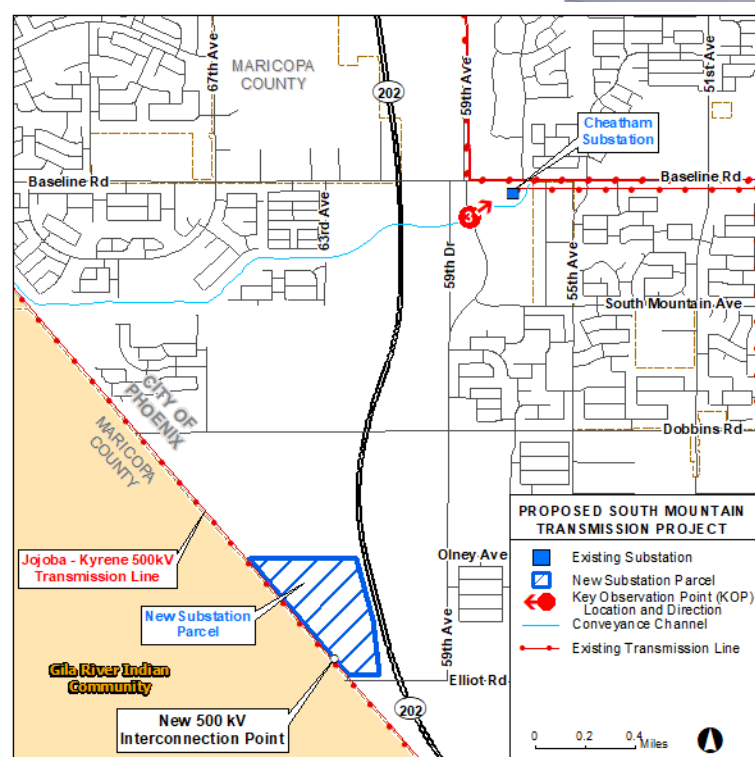 67th Ave
MARICOPA
COUNTY
202
59th Ave
51st Ave
Cheatham
Substation
Baseline Rd
Baseline Rd
3
63rd Ave
59th Dr
55th Ave
South Mountain Ave
CITY OF
PHOENIX
MARICOPA
COUNTY
Dobbins Rd
Jojoba - Kyrene 500kV
Transmission Line
New Substation
Parcel
Olney Ave
59th Ave
Gila River Indian
Community
Elliot Rd
New 500 kV
Interconnection Point
202
PROPOSED SOUTH MOUNTAIN
TRANSMISSION PROJECT
Existing Substation
New Substation Parcel
Key Observation Point (KOP)
Location and Direction
Conveyance Channel
Existing Transmission Line
0 0.2 0.4
Miles